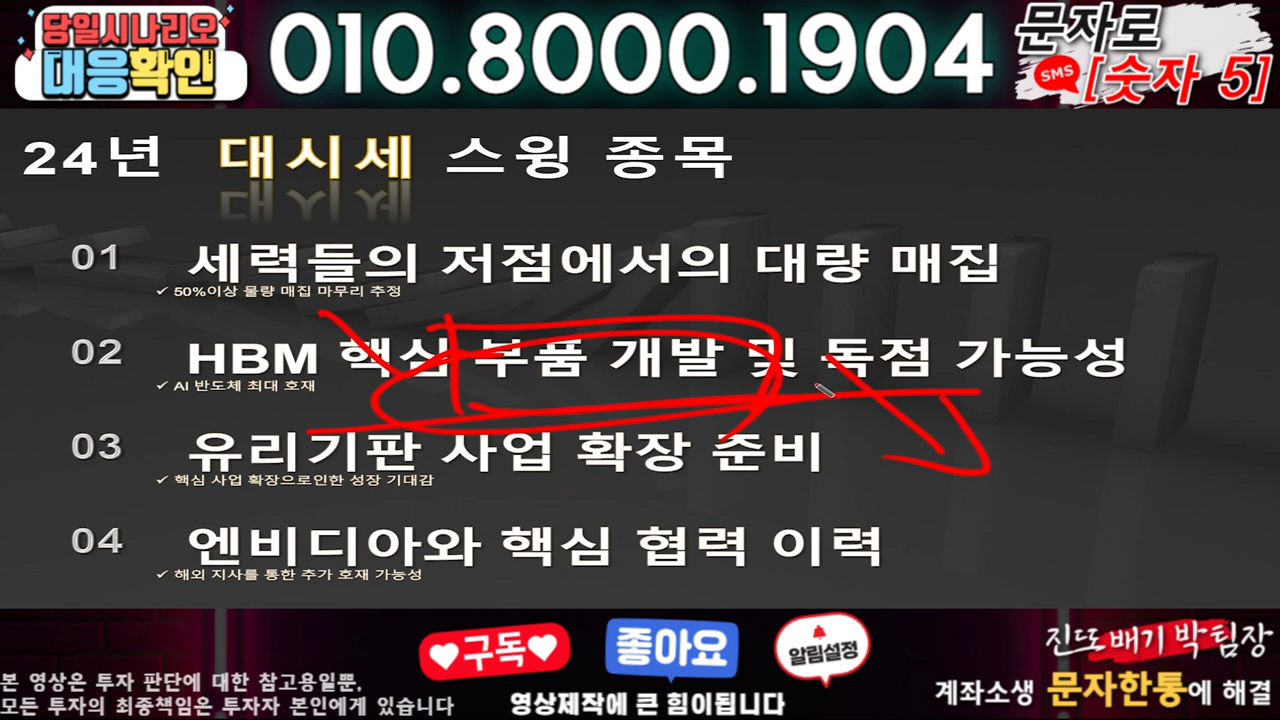 당일시나리오
대응확인
010.8000.1904
문자로
SMS
[숫자 5]
24년 대시세 스윙 종목
01 세력들의 저점에서의 대량 매집
✓ 50%이상 물량 매집 마무리 추정
02 HBM 핵심 부품 개발 및 독점 가능성
✓ AI 반도체 최대 호재
03 유리기판 사업 확장 준비
✓ 핵심 사업 확장으로인한 성장 기대감
04 엔비디아와 핵심 협력 이력
✓ 해외 지사를 통한 추가 호재 가능성
구독
좋아요
알림설정
영상제작에 큰 힘이됩니다
본 영상은 투자 판단에 대한 참고용일뿐,
모든 투자의 최종책임은 투자자 본인에게 있습니다
진또배기 박팀장
계좌소생 문자한통에 해결